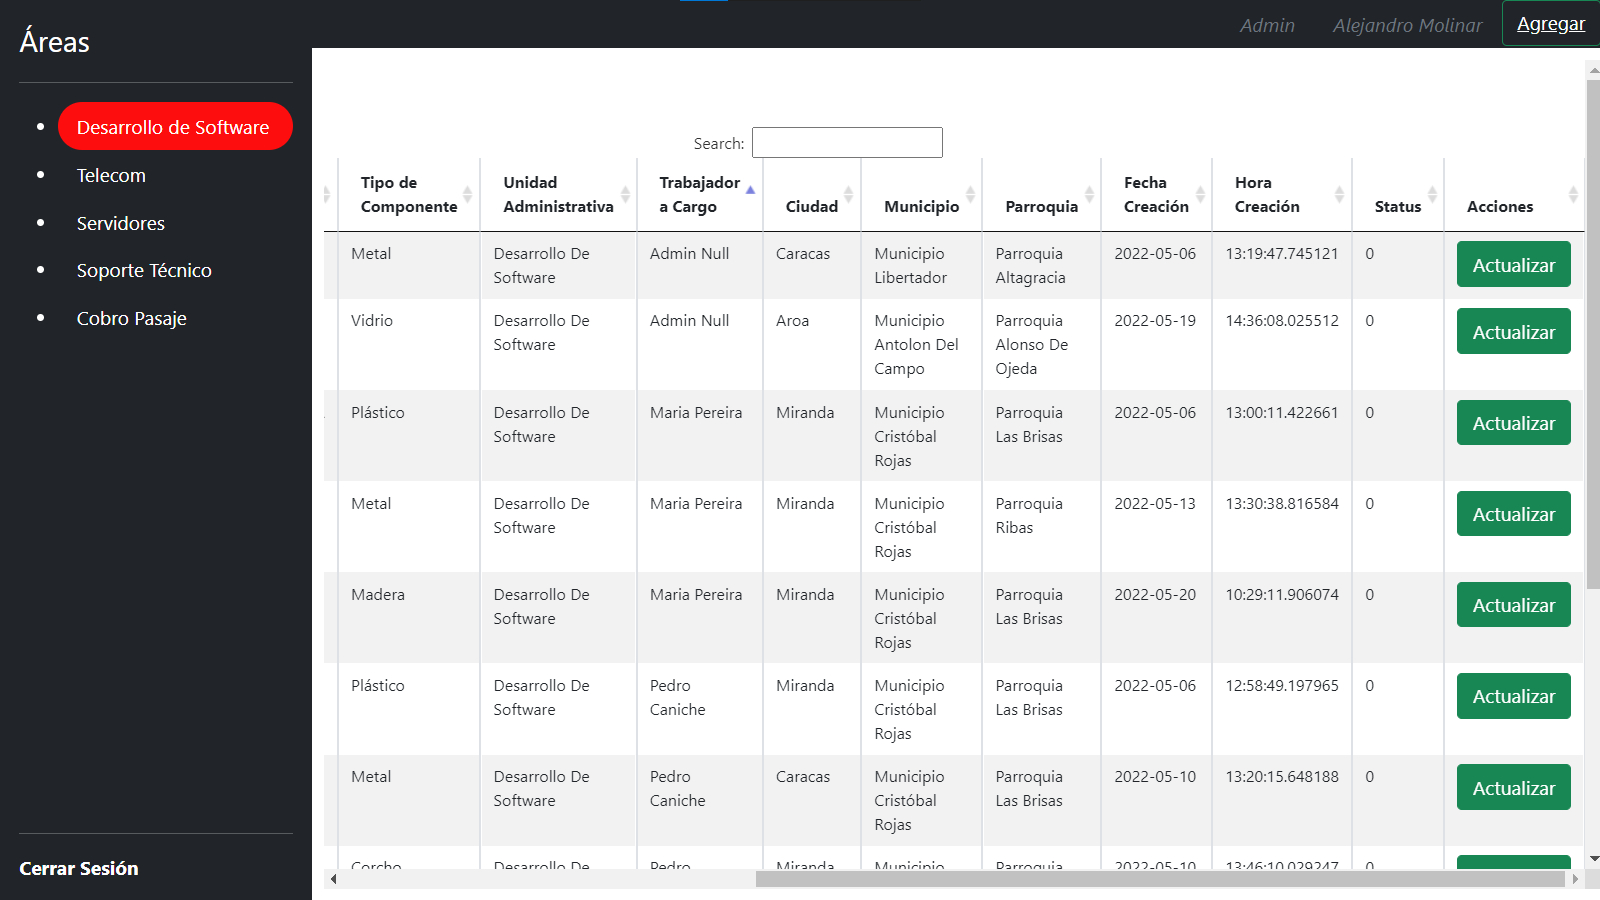 Áreas
Desarrollo de Software
Telecom
Servidores
Soporte Técnico
Cobro Pasaje
Cerrar Sesión
Admin Alejandro Molinar Agregar
Search:
Tipo de Componente Unidad Administrativa Trabajador a Cargo Ciudad Municipio Parroquia Fecha Creación Hora Creación Status Acciones
Metal Desarrollo De Software Admin Null Caracas Municipio Libertador Parroquia Altagracia 2022-05-06 13:19:47.745121 0 Actualizar
Vidrio Desarrollo De Software Admin Null Aroa Municipio Antolon Del Campo Parroquia Alonso De Ojeda 2022-05-19 14:36:08.025512 0 Actualizar
Plástico Desarrollo De Software Maria Pereira Miranda Municipio Cristóbal Rojas Parroquia Las Brisas 2022-05-06 13:00:11.422661 0 Actualizar
Metal Desarrollo De Software Maria Pereira Miranda Municipio Cristóbal Rojas Parroquia Ribas 2022-05-13 13:30:38.816584 0 Actualizar
Madera Desarrollo De Software Maria Pereira Miranda Municipio Cristóbal Rojas Parroquia Las Brisas 2022-05-20 10:29:11.906074 0 Actualizar
Plástico Desarrollo De Software Pedro Caniche Miranda Municipio Cristóbal Rojas Parroquia Las Brisas 2022-05-06 12:58:49.197965 0 Actualizar
Metal Desarrollo De Software Pedro Caniche Caracas Municipio Cristóbal Rojas Parroquia Las Brisas 2022-05-10 13:20:15.648188 0 Actualizar
Corcho Desarrollo De Pedro Miranda Municipio Parroquia 2022-05-10 13:46:10.029247 0